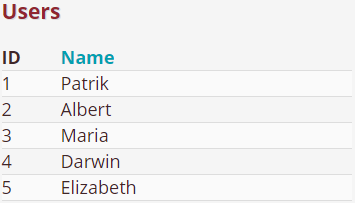 Users
ID Name
1 Patrik
2 Albert
3 Maria
4 Darwin
5 Elizabeth